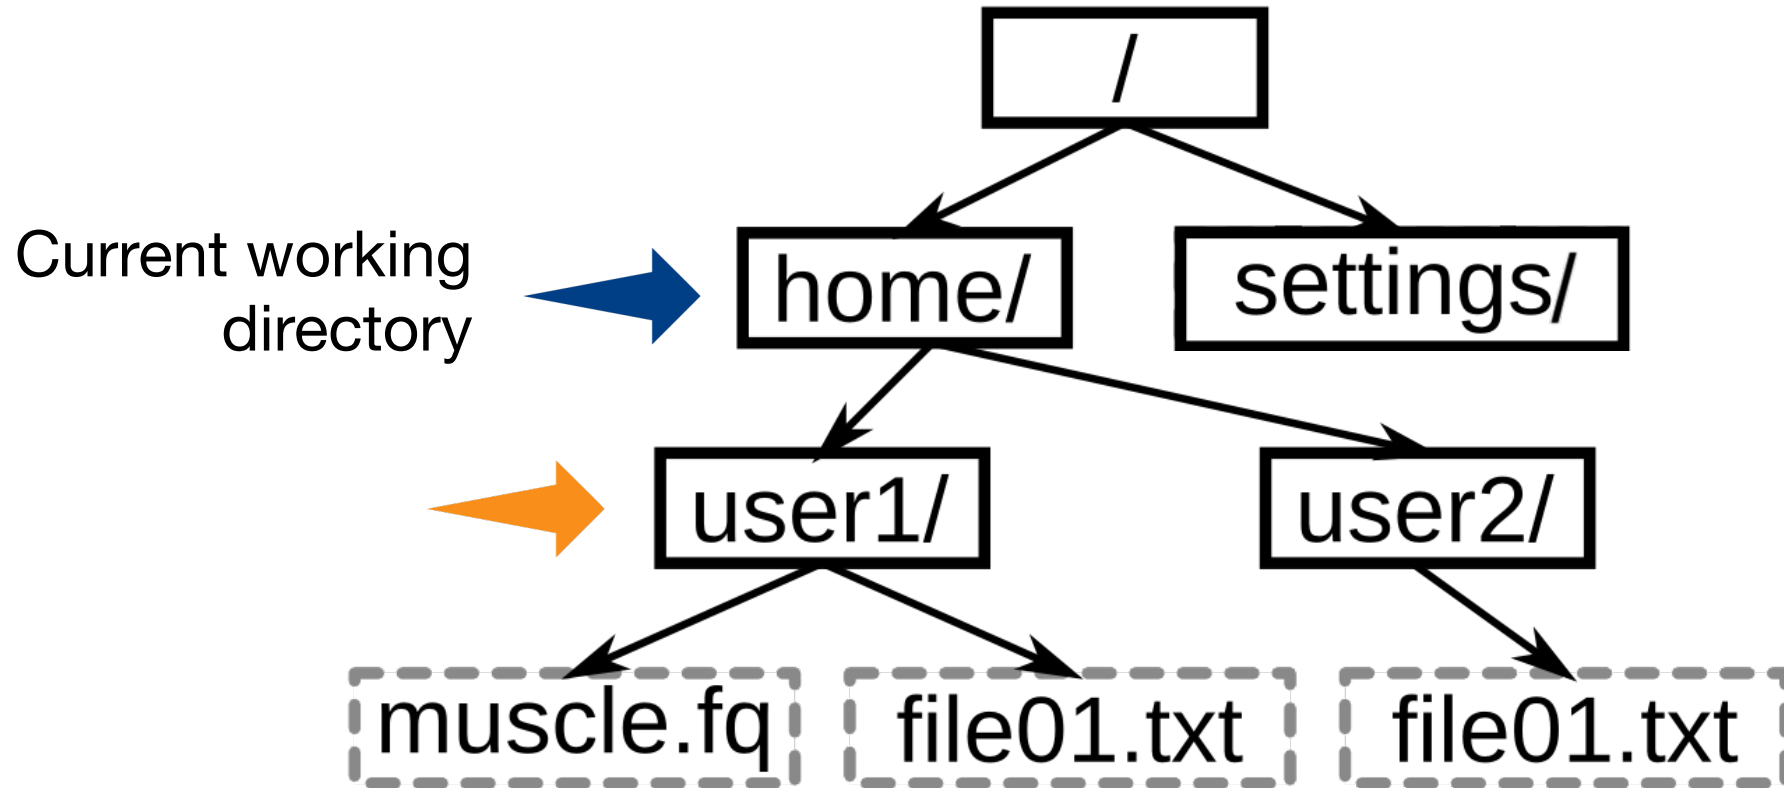 /
Current working
directory
home/
settings/
user1/
user2/
muscle.fq
file01.txt
file01.txt